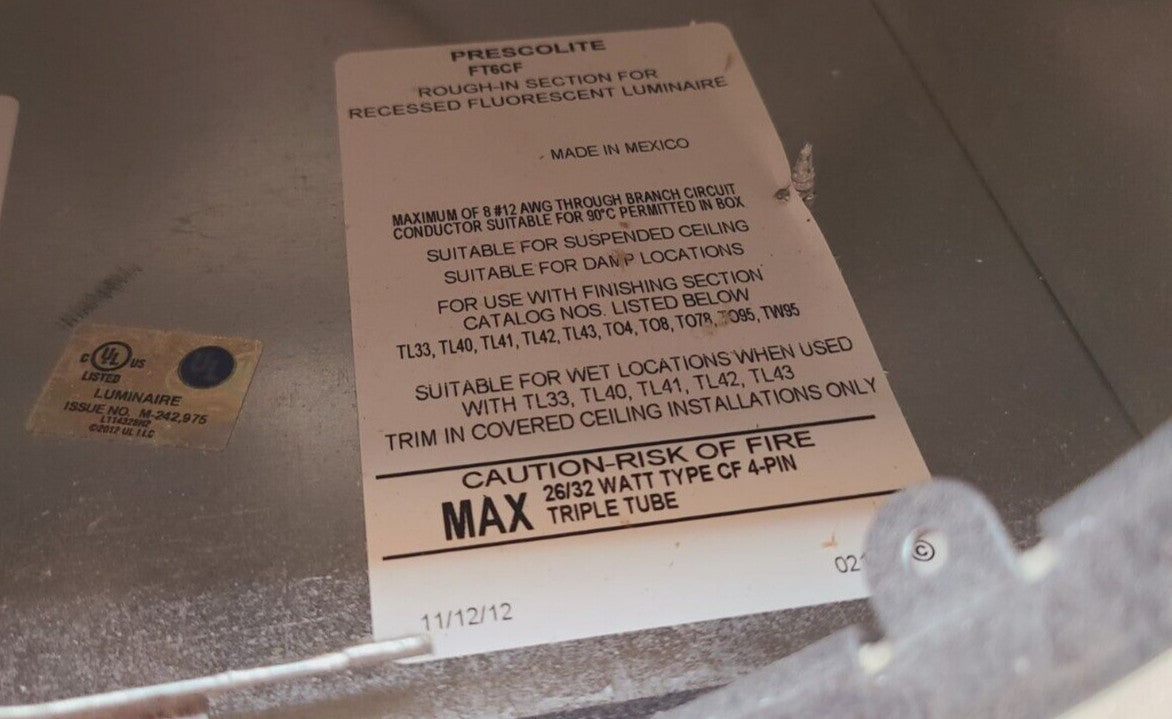 PRESCOLITE
FT6CF
ROUGH-IN SECTION FOR
RECESSED FLUORESCENT LUMINAIRE
MADE IN MEXICO
MAXIMUM OF 8 #12 AWG THROUGH BRANCH CIRCUIT
CONDUCTOR SUITABLE FOR 90°C PERMITTED IN BOX
SUITABLE FOR SUSPENDED CEILING
SUITABLE FOR DAMP LOCATIONS
FOR USE WITH FINISHING SECTION
CATALOG NOS. LISTED BELOW
TL33, TL40, TL41, TL42, TL43, TO4, TO8, TO78, TO95, TW95
SUITABLE FOR WET LOCATIONS WHEN USED
WITH TL33, TL40, TL41, TL42, TL43
TRIM IN COVERED CEILING INSTALLATIONS ONLY
CAUTION-RISK OF FIRE
MAX 26/32 WATT TYPE CF 4-PIN
TRIPLE TUBE
11/12/12
©
C UL US
LISTED
UL
LUMINAIRE
ISSUE NO. M-242,975
©2012 UL LLC